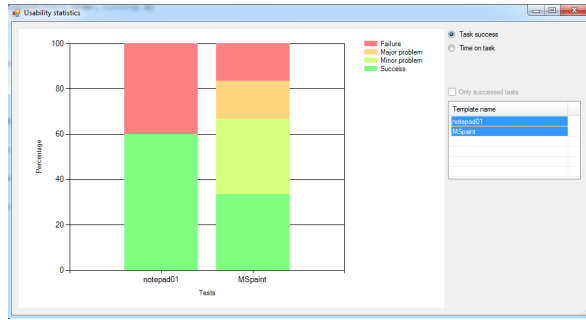 Usability statistics
Failure
Major problem
Minor problem
Success
100
80
60
40
20
0
Percentage
notepad01
MSpaint
Tests
Task success
Time on task
Only successed tests
Template name
notepad01
MSpaint